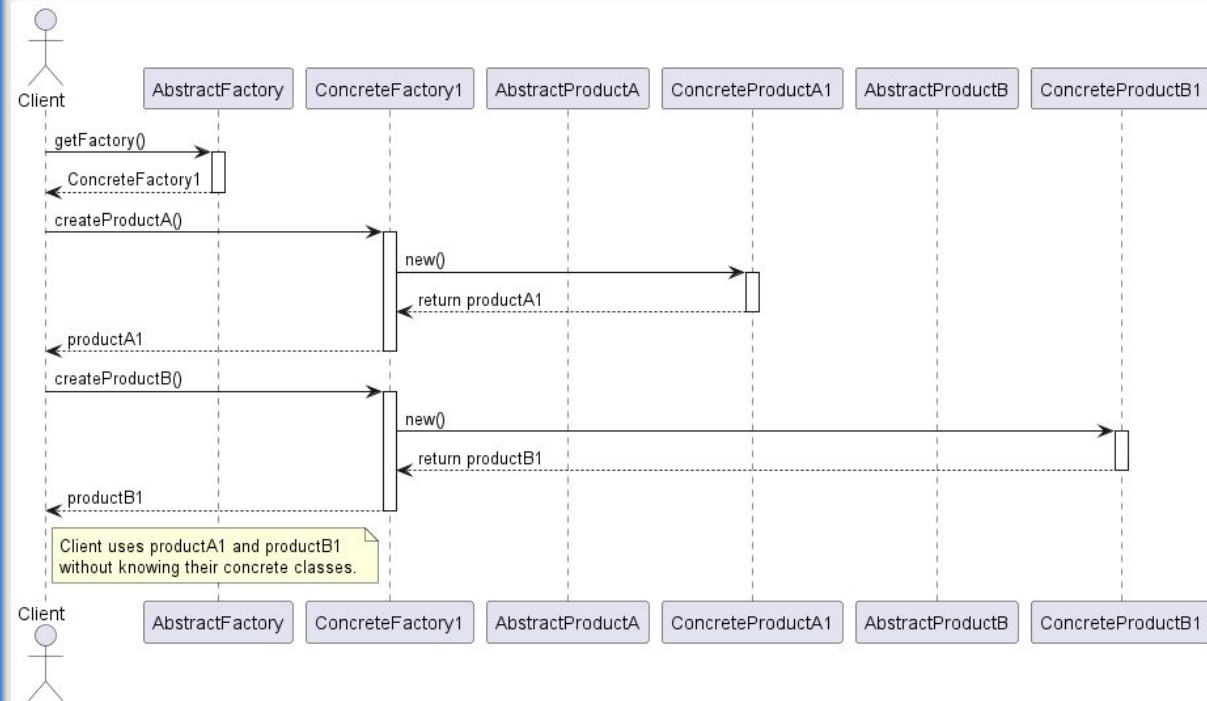 Client
AbstractFactory
ConcreteFactory1
AbstractProductA
ConcreteProductA1
AbstractProductB
ConcreteProductB1
getFactory()
ConcreteFactory1
createProductA()
new()
return productA1
productA1
createProductB()
new()
return productB1
productB1
Client uses productA1 and productB1
without knowing their concrete classes.
Client
AbstractFactory
ConcreteFactory1
AbstractProductA
ConcreteProductA1
AbstractProductB
ConcreteProductB1